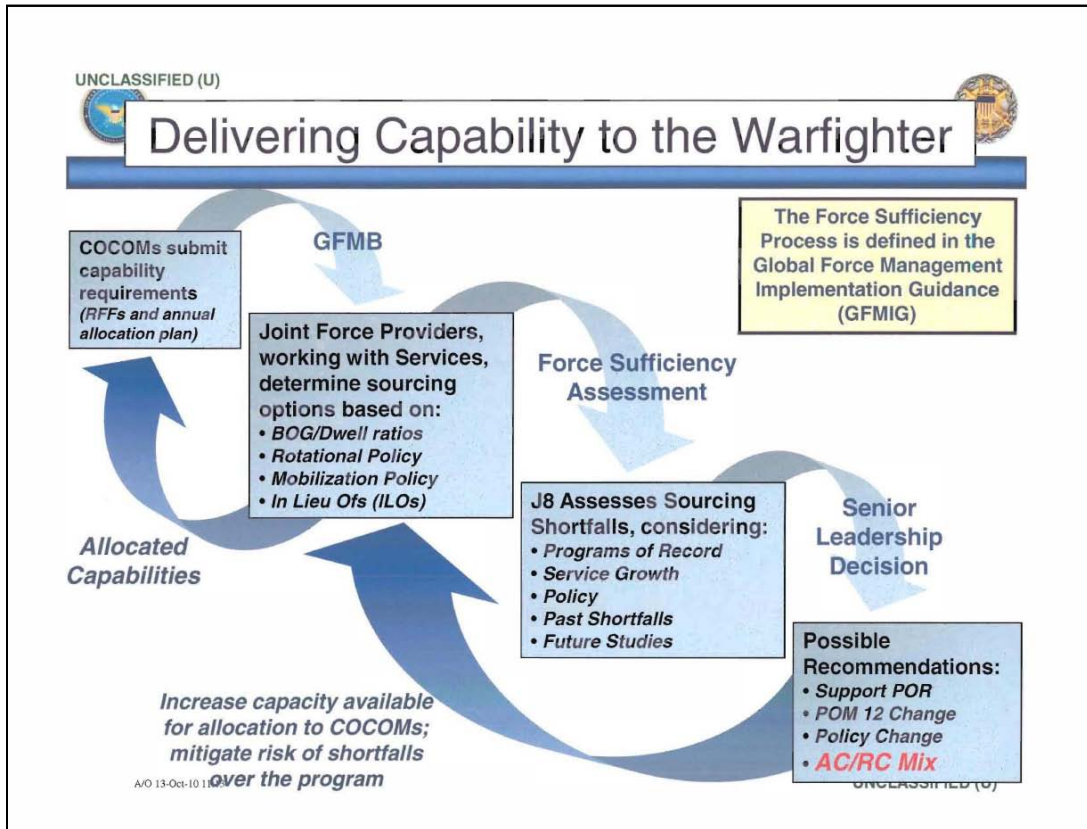 UNCLASSIFIED (U)
Delivering Capability to the Warfighter
COCOMs submit
capability
requirements
(RFFs and annual
allocation plan)
GFMB
The Force Sufficiency
Process is defined in the
Global Force Management
Implementation Guidance
(GFMIG)
Joint Force Providers,
working with Services,
determine sourcing
options based on:
• BOG/Dwell ratios
• Rotational Policy
• Mobilization Policy
• In Lieu Ofs (ILOs)
Force Sufficiency
Assessment
Allocated
Capabilities
J8 Assesses Sourcing
Shortfalls, considering:
• Programs of Record
• Service Growth
• Policy
• Past Shortfalls
• Future Studies
Senior
Leadership
Decision
Possible
Recommendations:
• Support POR
• POM 12 Change
• Policy Change
• AC/RC Mix
Increase capacity available
for allocation to COCOMs;
mitigate risk of shortfalls
over the program
A/O 13-Oct-10
UNCLASSIFIED (U)